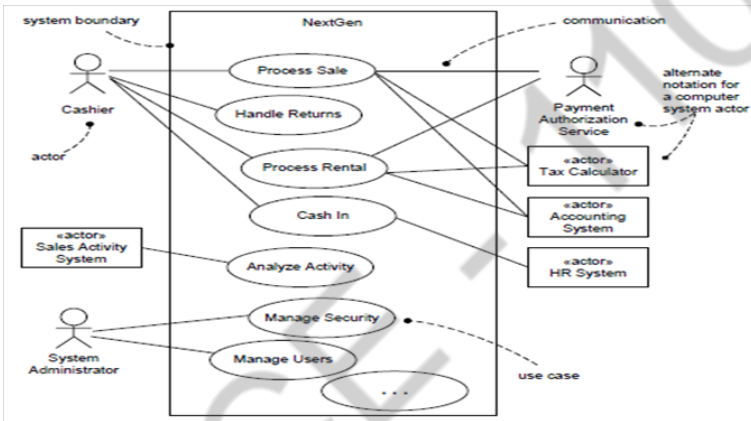 system boundary
NextGen
communication
Process Sale
Cashier
Handle Returns
Payment
Authorization
Service
alternate
notation for
a computer
system actor
actor
Process Rental
«actor»
Tax Calculator
Cash In
«actor»
Accounting
System
«actor»
Sales Activity
System
Analyze Activity
«actor»
HR System
Manage Security
System
Administrator
Manage Users
use case
. . .